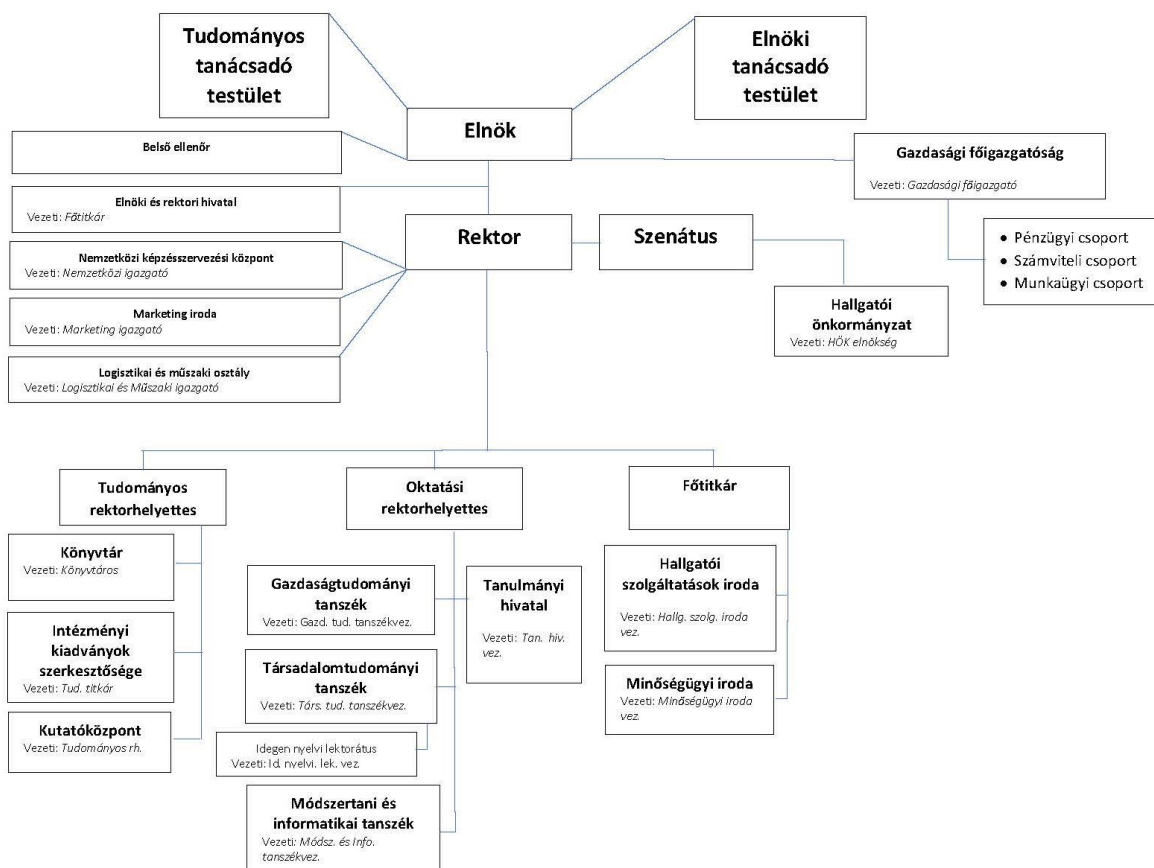 Tudományos
tanácsadó
testület
Elnöki
tanácsadó
testület
Elnök
Belső ellenőr
Gazdasági főigazgatóság
Vezeti: Gazdasági főigazgató
Elnöki és rektori hivatal
Vezeti: Főtitkár
Rektor
Szenátus
• Pénzügyi csoport
• Számviteli csoport
• Munkaügyi csoport
Nemzetközi képzésszervezési központ
Vezeti: Nemzetközi igazgató
Marketing iroda
Vezeti: Marketing igazgató
Hallgatói
önkormányzat
Vezeti: HÖK elnökség
Logisztikai és műszaki osztály
Vezeti: Logisztikai és Műszaki igazgató
Tudományos
rektorhelyettes
Oktatási
rektorhelyettes
Főtitkár
Könyvtár
Vezeti: Könyvtáros
Intézményi
kiadványok
szerkesztősége
Vezeti: Tud. titkár
Kutatóközpont
Vezeti: Tudományos rh.
Gazdaságtudományi
tanszék
Vezeti: Gazd. tud. tanszékvez.
Tanulmányi
hivatal
Vezeti: Tan. hiv.
vez.
Társadalomtudományi
tanszék
Vezeti: Társ. tud. tanszékvez.
Idegen nyelvi lektorátus
Vezeti: Id. nyelvi. lek. vez.
Módszertani és
informatikai tanszék
Vezeti: Módsz. és Info.
tanszékvez.
Hallgatói
szolgáltatások iroda
Vezeti: Hallg. szolg. iroda
vez.
Minőségügyi iroda
Vezeti: Minőségügyi iroda
vez.